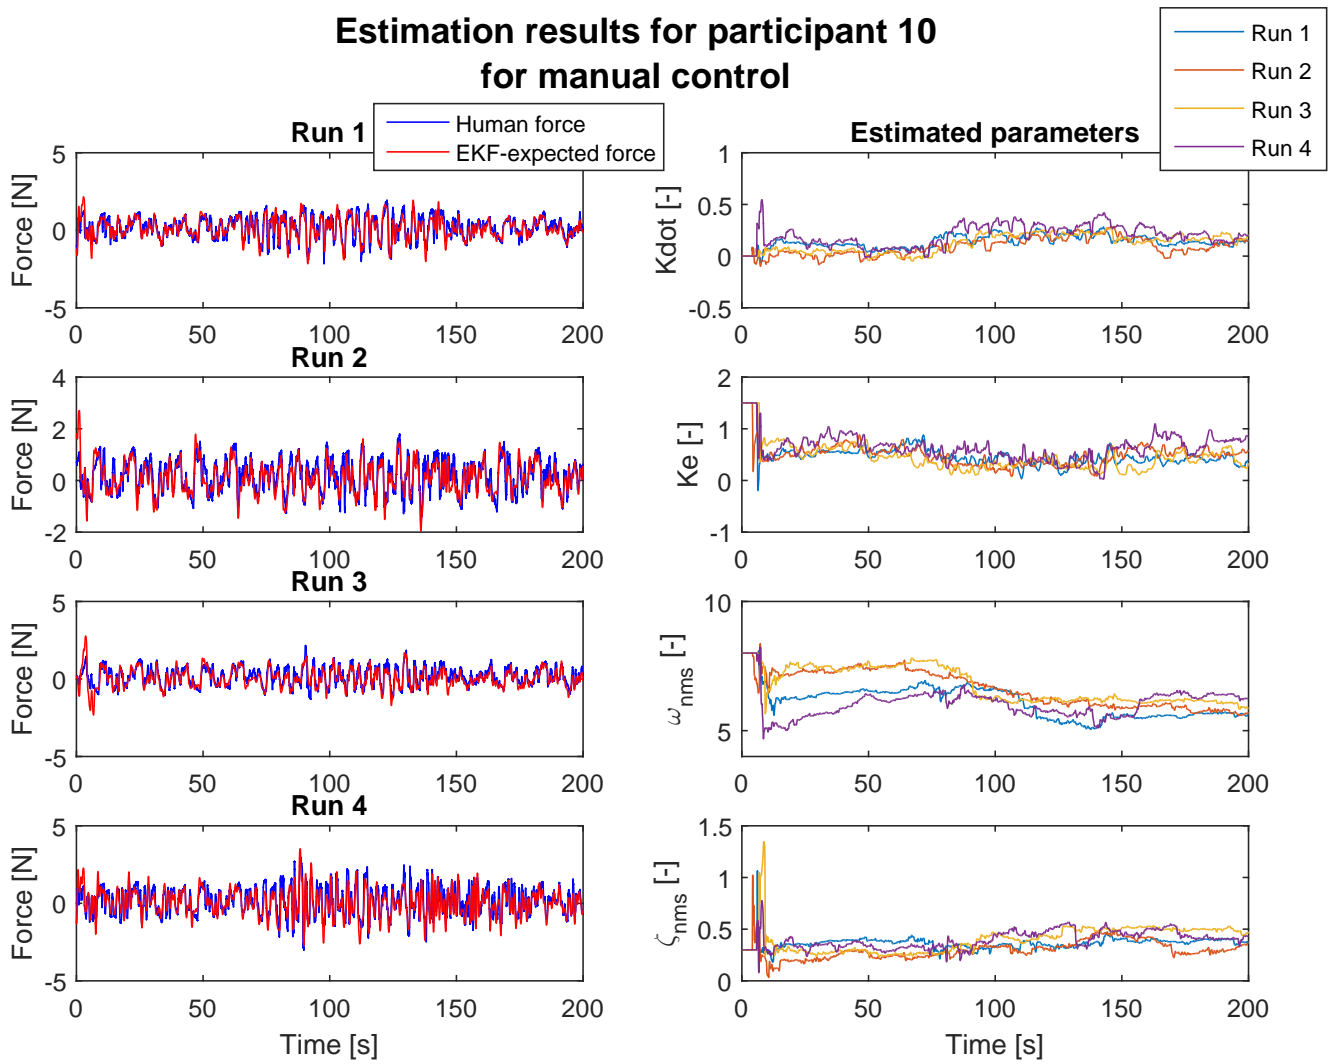 Estimation results for participant 10
for manual control
Run 1
Run 2
Run 3
Run 4
Run 1
Human force
EKF-expected force
Force [N]
5
0
-5
0 50 100 150 200
Run 2
Force [N]
4
2
0
-2
0 50 100 150 200
Run 3
Force [N]
5
0
-5
0 50 100 150 200
Run 4
Force [N]
5
0
-5
0 50 100 150 200
Time [s]
Estimated parameters
Kdot [-]
1
0.5
0
-0.5
0 50 100 150 200
Ke [-]
2
1
0
-1
0 50 100 150 200
ω nms [-]
10
5
0 50 100 150 200
ζ nms [-]
1.5
1
0.5
0
0 50 100 150 200
Time [s]